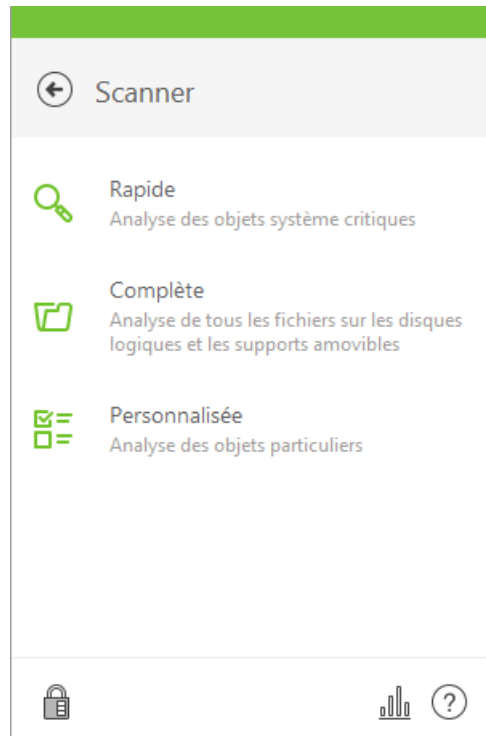 Scanner
Rapide
Analyse des objets système critiques
Complète
Analyse de tous les fichiers sur les disques
logiques et les supports amovibles
Personnalisée
Analyse des objets particuliers
?